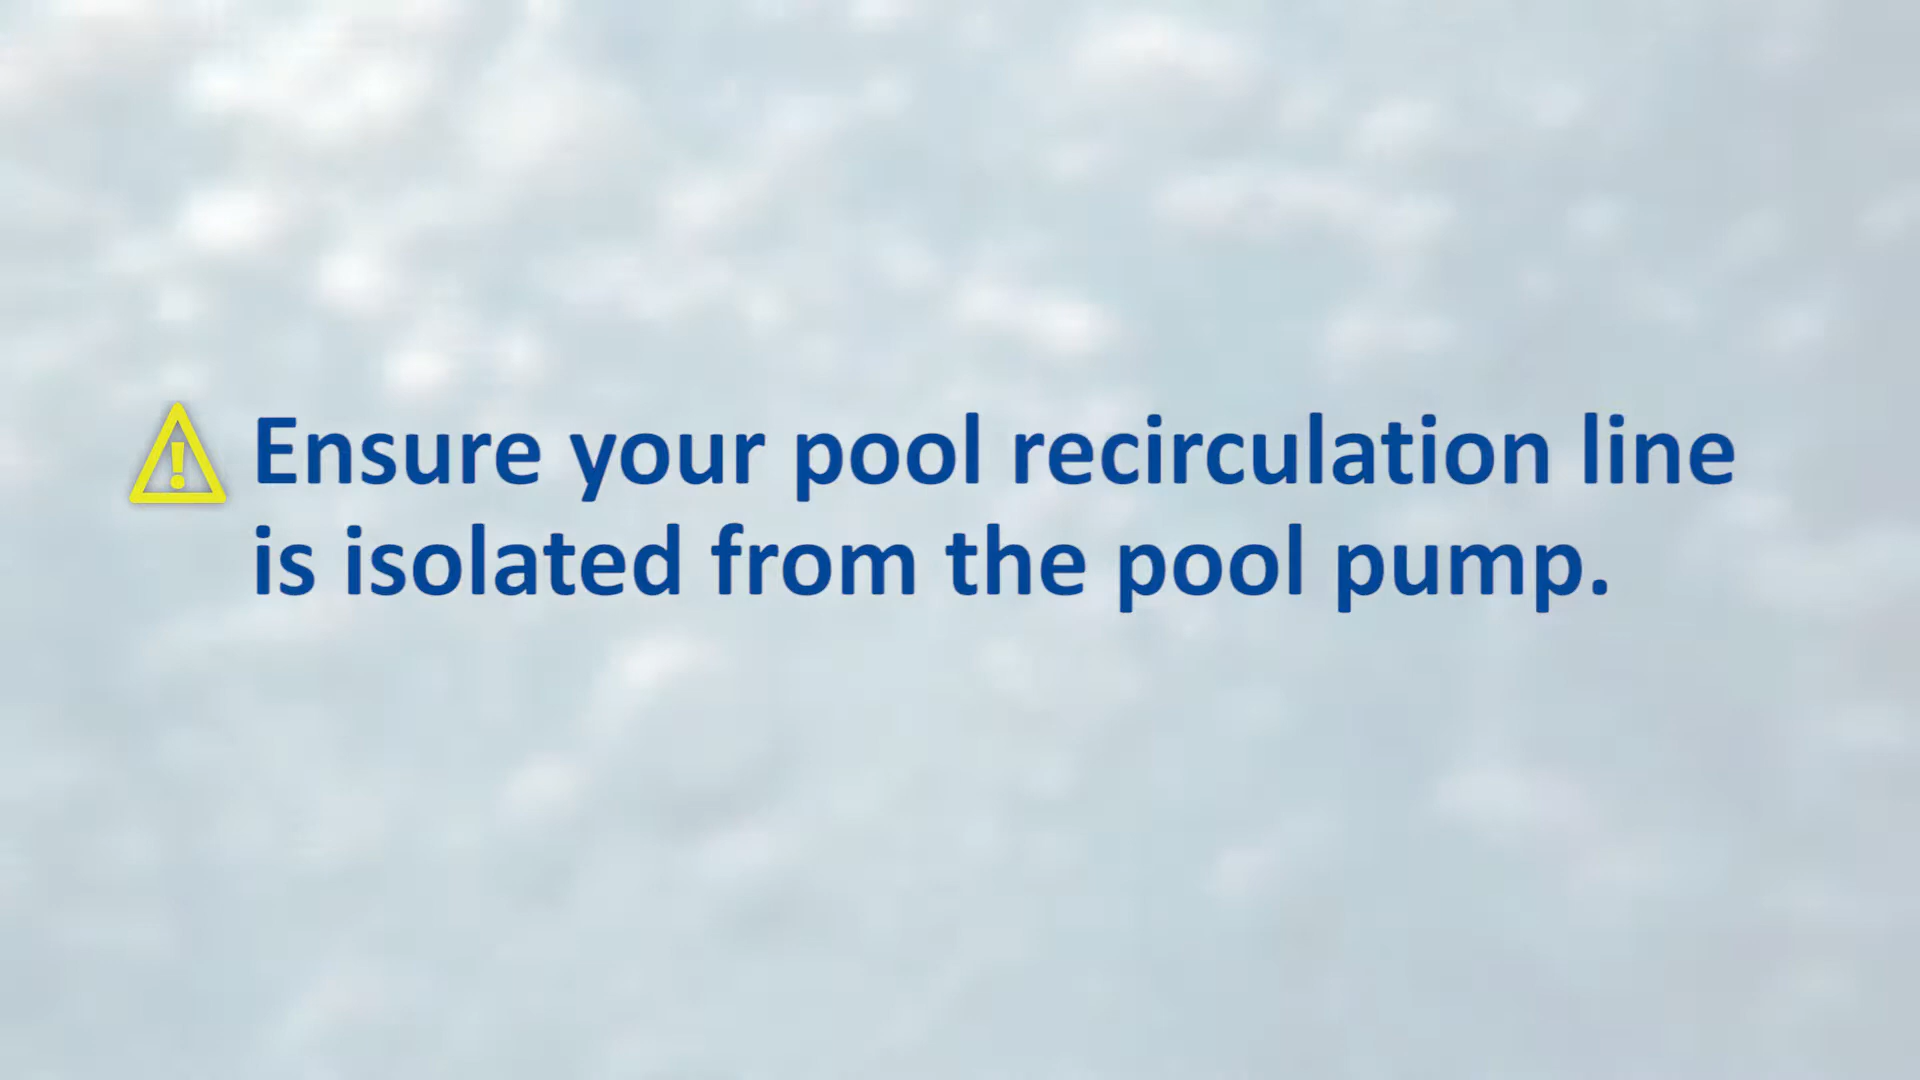 Ensure your pool recirculation line
is isolated from the pool pump.